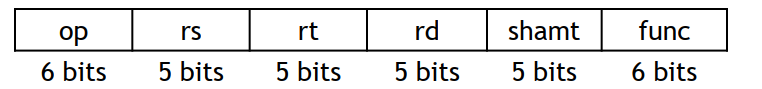 op rs rt rd shamt func
6 bits 5 bits 5 bits 5 bits 5 bits 6 bits